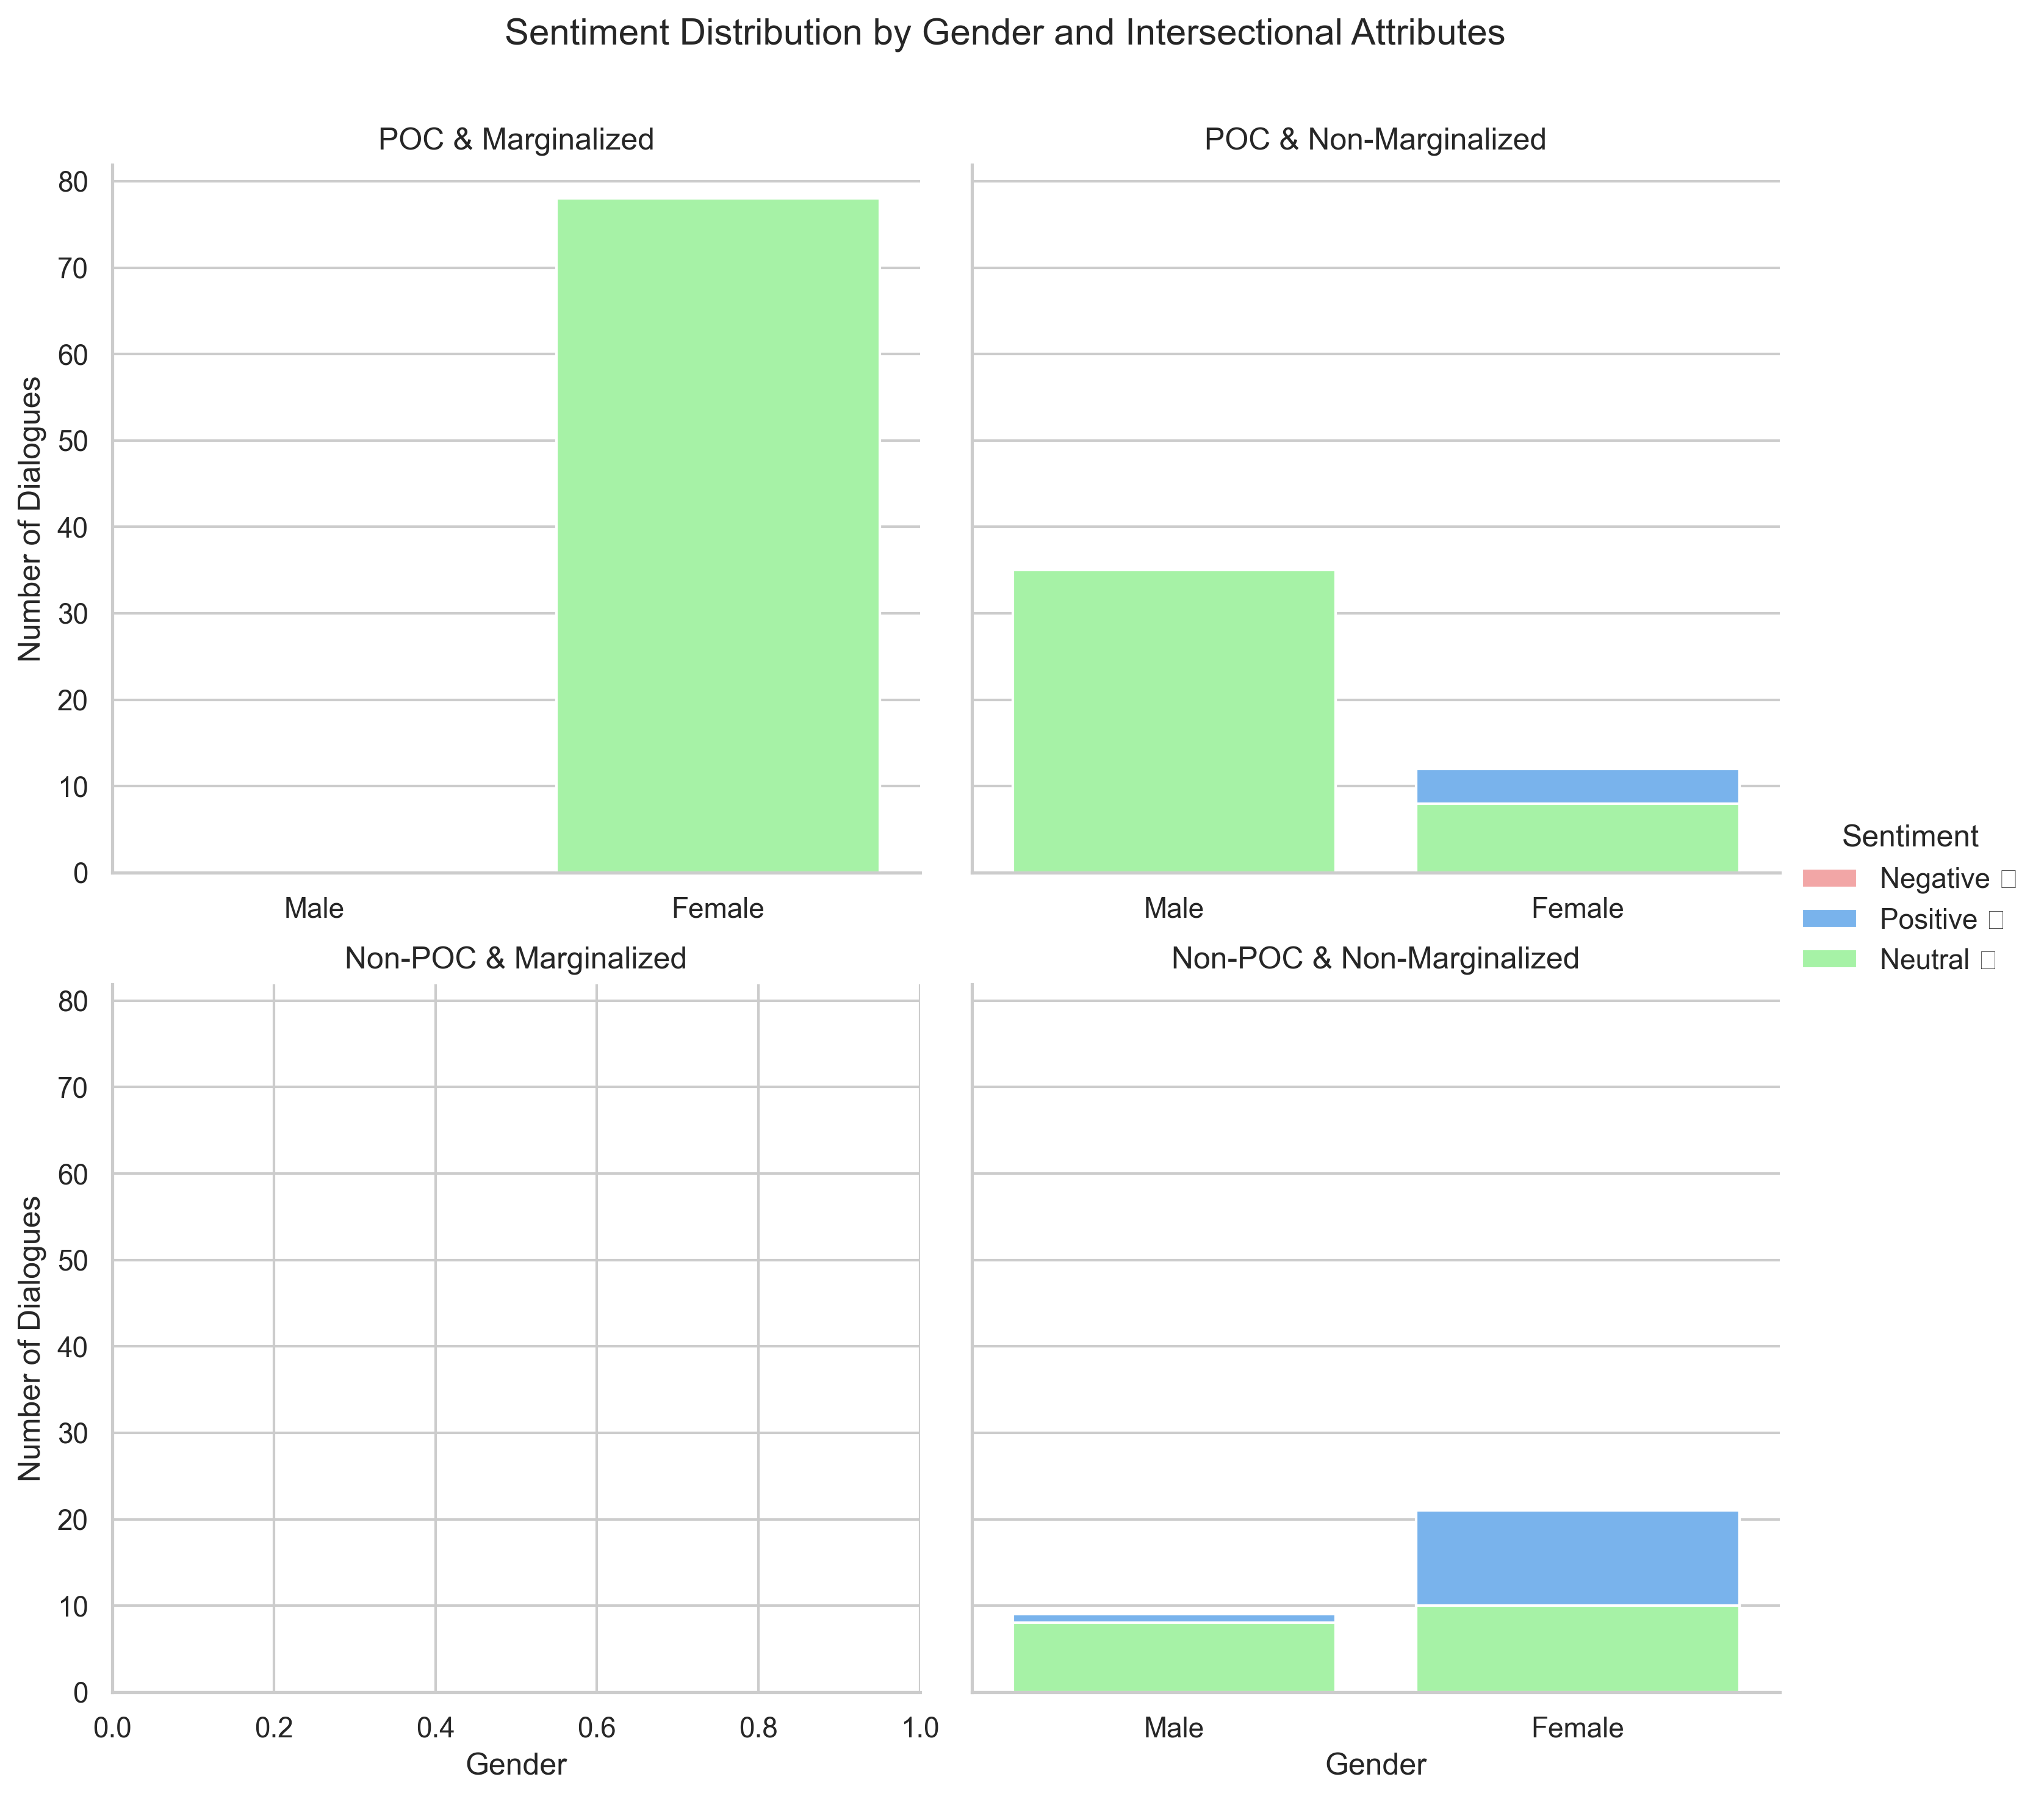 Sentiment Distribution by Gender and Intersectional Attributes
POC & Marginalized
POC & Non-Marginalized
80
70
60
50
40
30
20
10
0
Number of Dialogues
Male
Female
Male
Female
Sentiment
Negative □
Positive □
Neutral □
Non-POC & Marginalized
Non-POC & Non-Marginalized
80
70
60
50
40
30
20
10
0
Number of Dialogues
0.0 0.2 0.4 0.6 0.8 1.0
Gender
Male
Female
Gender